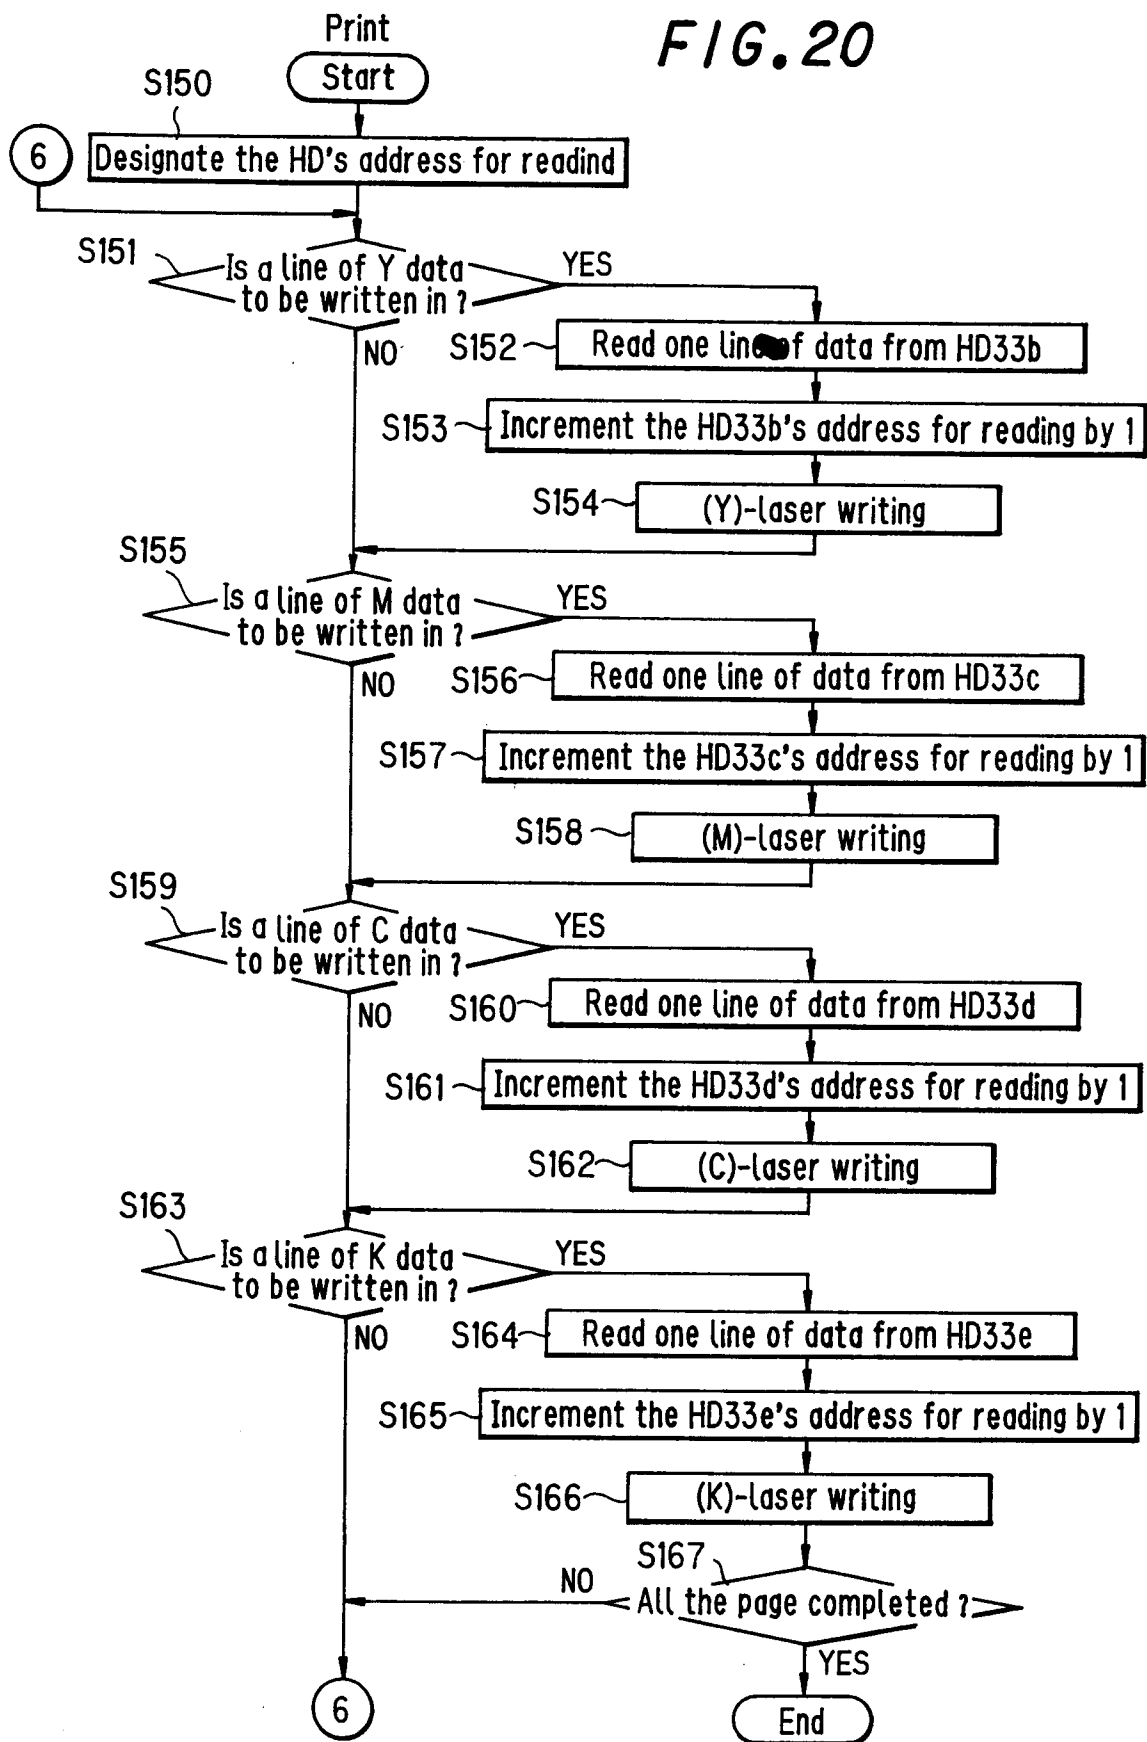 FIG.20
Print
Start
S150
6
Designate the HD's address for readind
S151
Is a line of Y data
to be written in ?
YES
NO
S152
Read one line of data from HD33b
S153
Increment the HD33b's address for reading by 1
S154
(Y)-laser writing
S155
Is a line of M data
to be written in ?
YES
NO
S156
Read one line of data from HD33c
S157
Increment the HD33c's address for reading by 1
S158
(M)-laser writing
S159
Is a line of C data
to be written in ?
YES
NO
S160
Read one line of data from HD33d
S161
Increment the HD33d's address for reading by 1
S162
(C)-laser writing
S163
Is a line of K data
to be written in ?
YES
NO
S164
Read one line of data from HD33e
S165
Increment the HD33e's address for reading by 1
S166
(K)-laser writing
S167
NO
All the page completed ?
YES
6
End